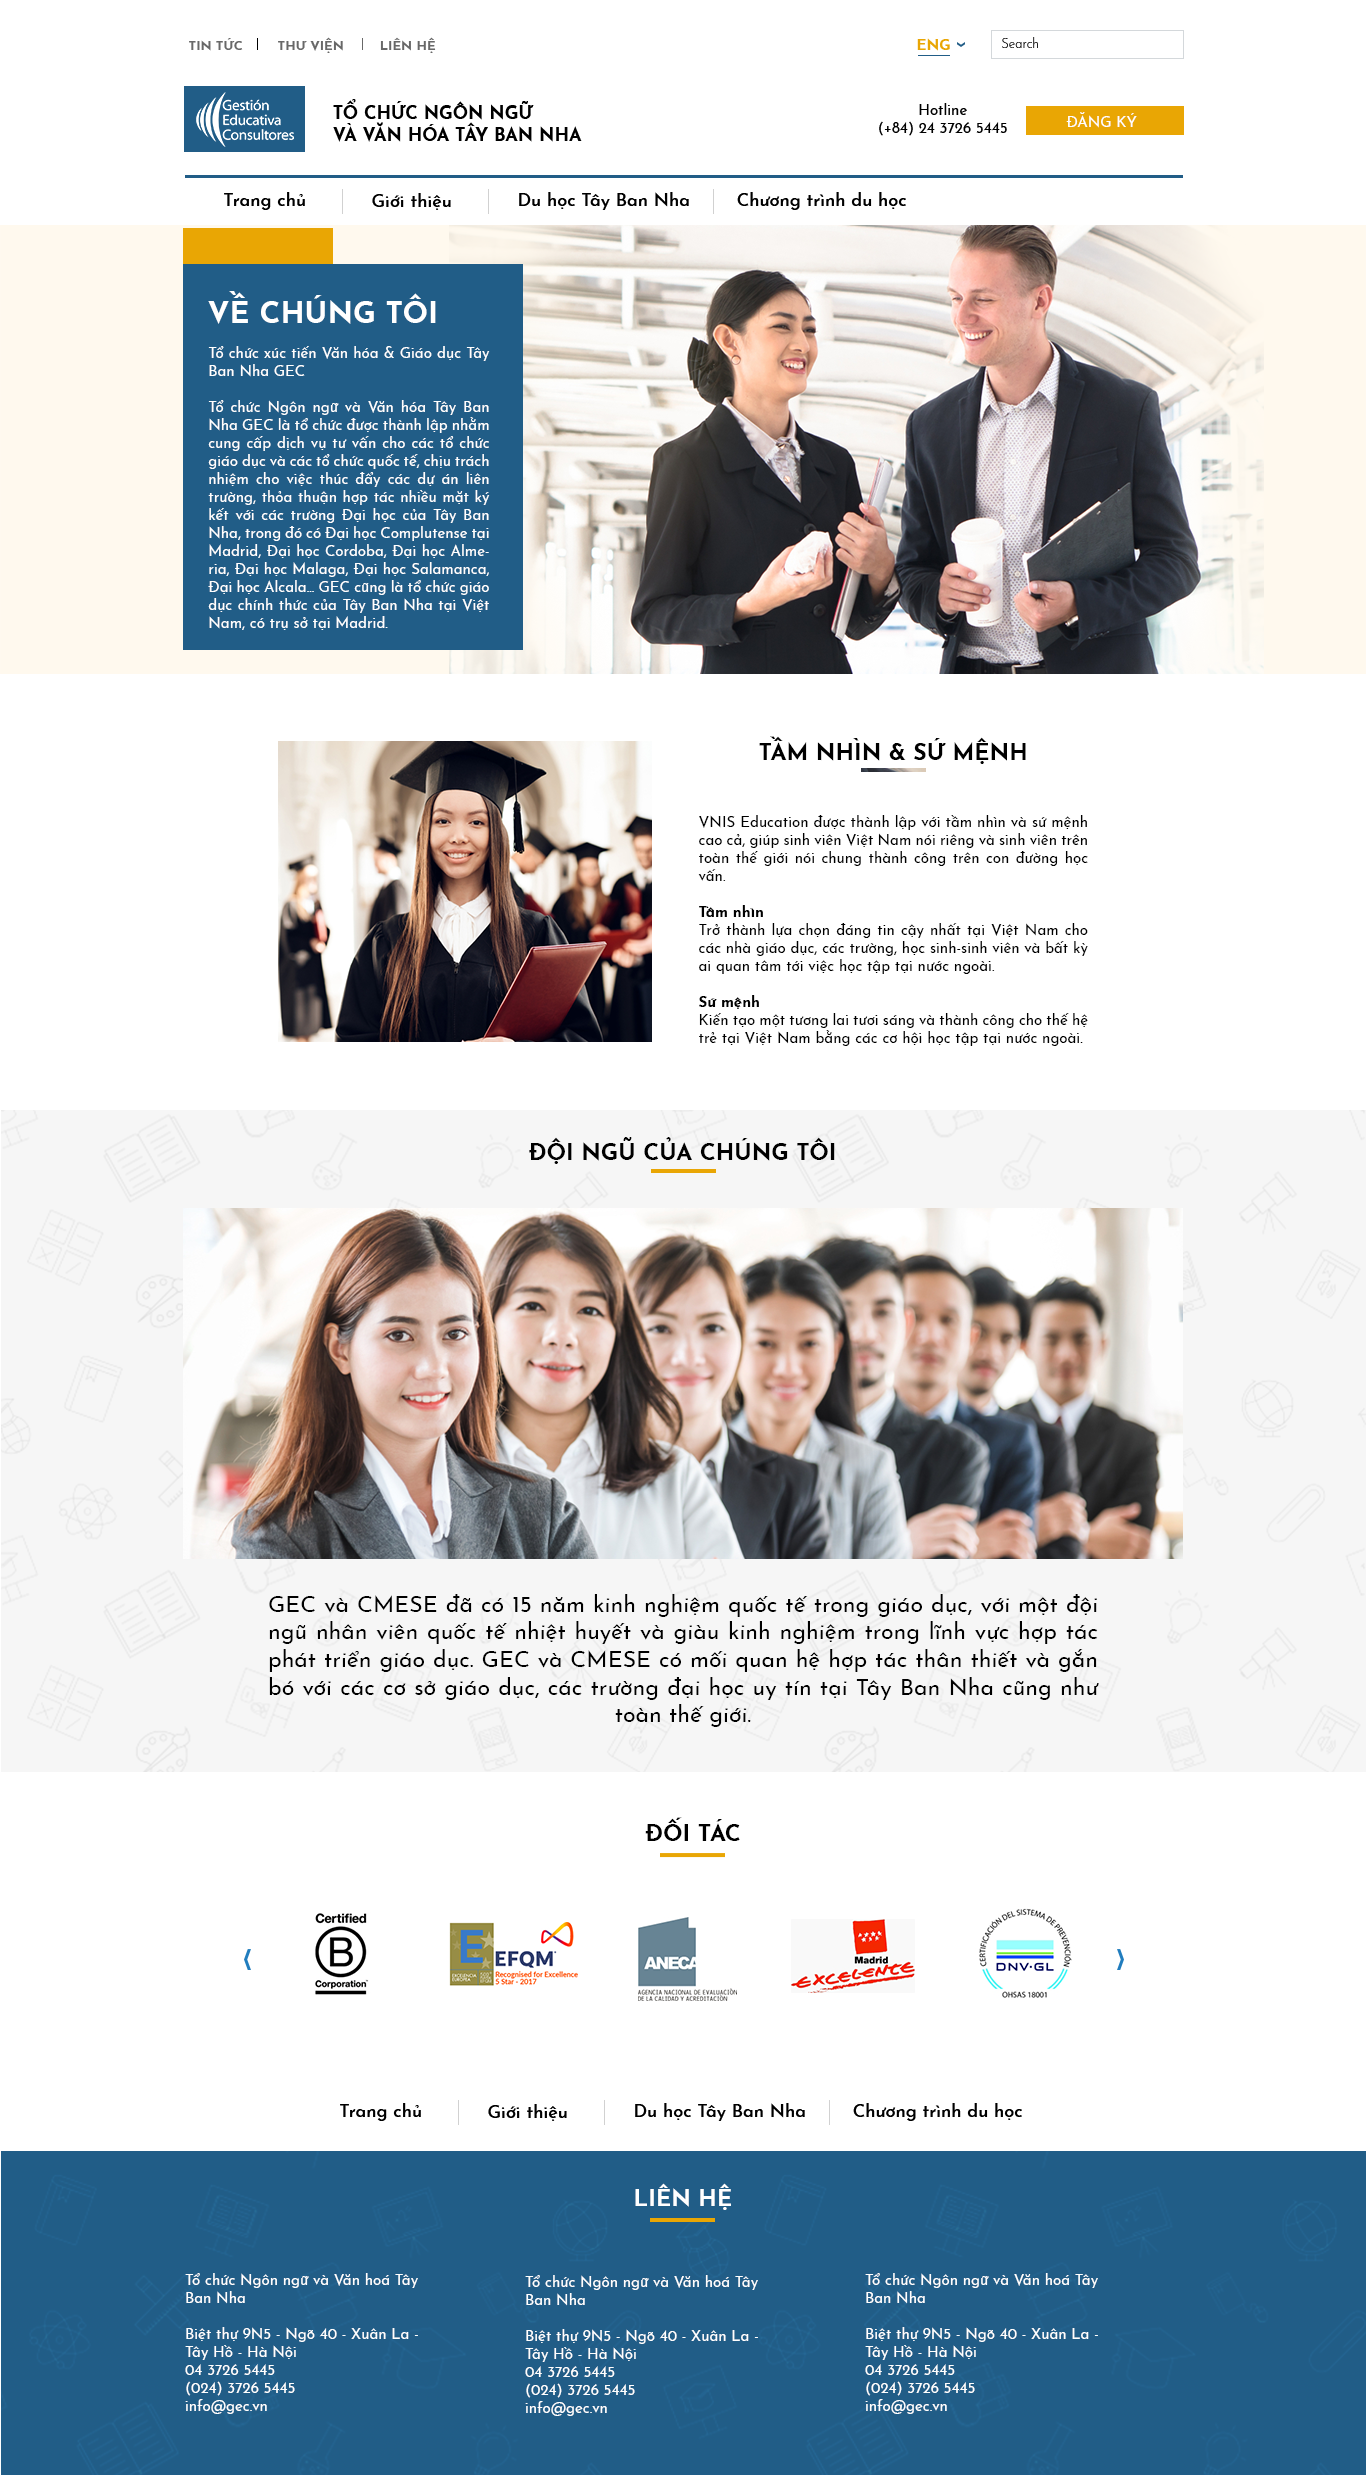 TIN TỨC
THƯ VIỆN
LIÊN HỆ
ENG
Search
Gestión
Educativa
Consultores
TỔ CHỨC NGÔN NGỮ
VÀ VĂN HÓA TÂY BAN NHA
Hotline
(+84) 24 3726 5445
ĐĂNG KÝ
Trang chủ
Giới thiệu
Du học Tây Ban Nha
Chương trình du học
VỀ CHÚNG TÔI
Tổ chức xúc tiến Văn hóa & Giáo dục Tây
Ban Nha GEC
Tổ chức Ngôn ngữ và Văn hóa Tây Ban
Nha GEC là tổ chức được thành lập nhằm
cung cấp dịch vụ tư vấn cho các tổ chức
giáo dục và các tổ chức quốc tế, chịu trách
nhiệm cho việc thúc đẩy các dự án liên
trường, thỏa thuận hợp tác nhiều mặt ký
kết với các trường Đại học của Tây Ban
Nha, trong đó có Đại học Complutense tại
Madrid, Đại học Cordoba, Đại học Alme-
ria, Đại học Malaga, Đại học Salamanca,
Đại học Alcala... GEC cũng là tổ chức giáo
dục chính thức của Tây Ban Nha tại Việt
Nam, có trụ sở tại Madrid.
TẦM NHÌN & SỨ MỆNH
VNIS Education được thành lập với tầm nhìn và sứ mệnh
cao cả, giúp sinh viên Việt Nam nói riêng và sinh viên trên
toàn thế giới nói chung thành công trên con đường học
vấn.
Tầm nhìn
Trở thành lựa chọn đáng tin cậy nhất tại Việt Nam cho
các nhà giáo dục, các trường, học sinh-sinh viên và bất kỳ
ai quan tâm tới việc học tập tại nước ngoài.
Sứ mệnh
Kiến tạo một tương lai tươi sáng và thành công cho thế hệ
trẻ tại Việt Nam bằng các cơ hội học tập tại nước ngoài.
ĐỘI NGŨ CỦA CHÚNG TÔI
GEC và CMESE đã có 15 năm kinh nghiệm quốc tế trong giáo dục, với một đội
ngũ nhân viên quốc tế nhiệt huyết và giàu kinh nghiệm trong lĩnh vực hợp tác
phát triển giáo dục. GEC và CMESE có mối quan hệ hợp tác thân thiết và gắn
bó với các cơ sở giáo dục, các trường đại học uy tín tại Tây Ban Nha cũng như
toàn thế giới.
ĐỐI TÁC
Certified
B
Corporation
E
EXCELENCIA
EUROPEA
EFQM
Recognised for Excellence
5 Star - 2017
ANECA
AGENCIA NACIONAL DE EVALUACIÓN
DE LA CALIDAD Y ACREDITACIÓN
Madrid
EXCELENTE
CERTIFICACIÓN DEL SISTEMA DE PREVENCIÓN
DNV·GL
OHSAS 18001
Trang chủ
Giới thiệu
Du học Tây Ban Nha
Chương trình du học
LIÊN HỆ
Tổ chức Ngôn ngữ và Văn hoá Tây
Ban Nha
Biệt thự 9N5 - Ngõ 40 - Xuân La -
Tây Hồ - Hà Nội
04 3726 5445
(024) 3726 5445
info@gec.vn
Tổ chức Ngôn ngữ và Văn hoá Tây
Ban Nha
Biệt thự 9N5 - Ngõ 40 - Xuân La -
Tây Hồ - Hà Nội
04 3726 5445
(024) 3726 5445
info@gec.vn
Tổ chức Ngôn ngữ và Văn hoá Tây
Ban Nha
Biệt thự 9N5 - Ngõ 40 - Xuân La -
Tây Hồ - Hà Nội
04 3726 5445
(024) 3726 5445
info@gec.vn